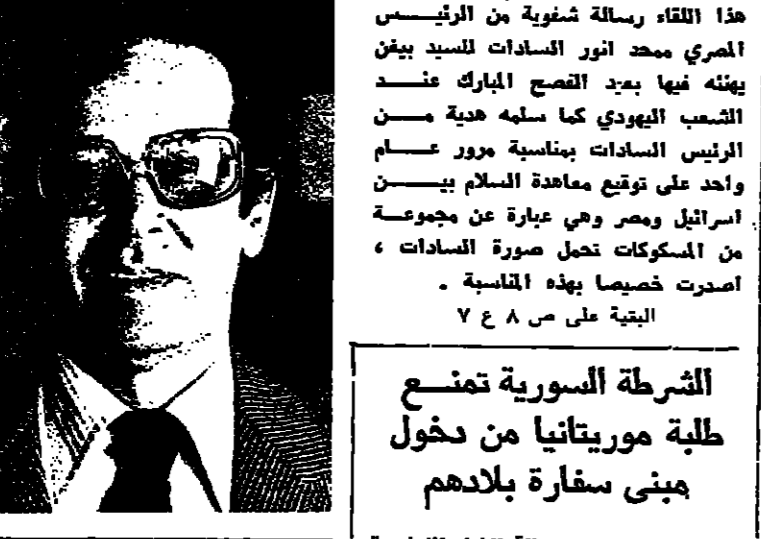 هذا اللقاء رسالة شفوية من الرئيس
المصري محمد انور السادات للسيد بيغن
يهنئه فيها بعيد الفصح المبارك عند
الشعب اليهودي كما سلمه هدية من
الرئيس السادات بمناسبة مرور عام
واحد على توقيع معاهدة السلام بين
اسرائيل ومصر وهي عبارة عن مجموعة
من المسكوكات تحمل صورة السادات ،
اصدرت خصيصا بهذه المناسبة .
البقية على ص ٨ ع ٧
الشرطة السورية تمنع
طلبة موريتانيا من دخول
مبنى سفارة بلادهم